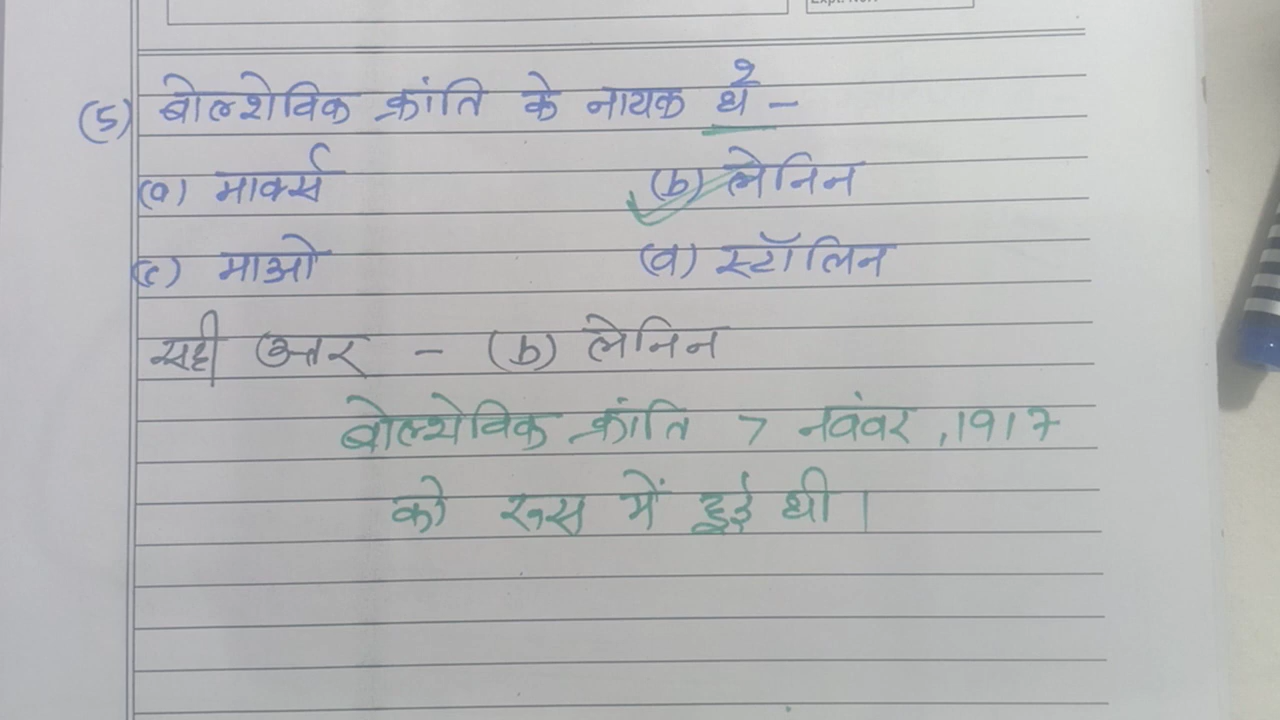 (5) बोल्शेविक क्रांति के नायक थे -
(a) मार्क्स (b) लेनिन
(c) माओ (d) स्टॉलिन
सही उत्तर - (b) लेनिन
बोल्शेविक क्रांति 7 नवंबर, 1917
को रूस में हुई थी।